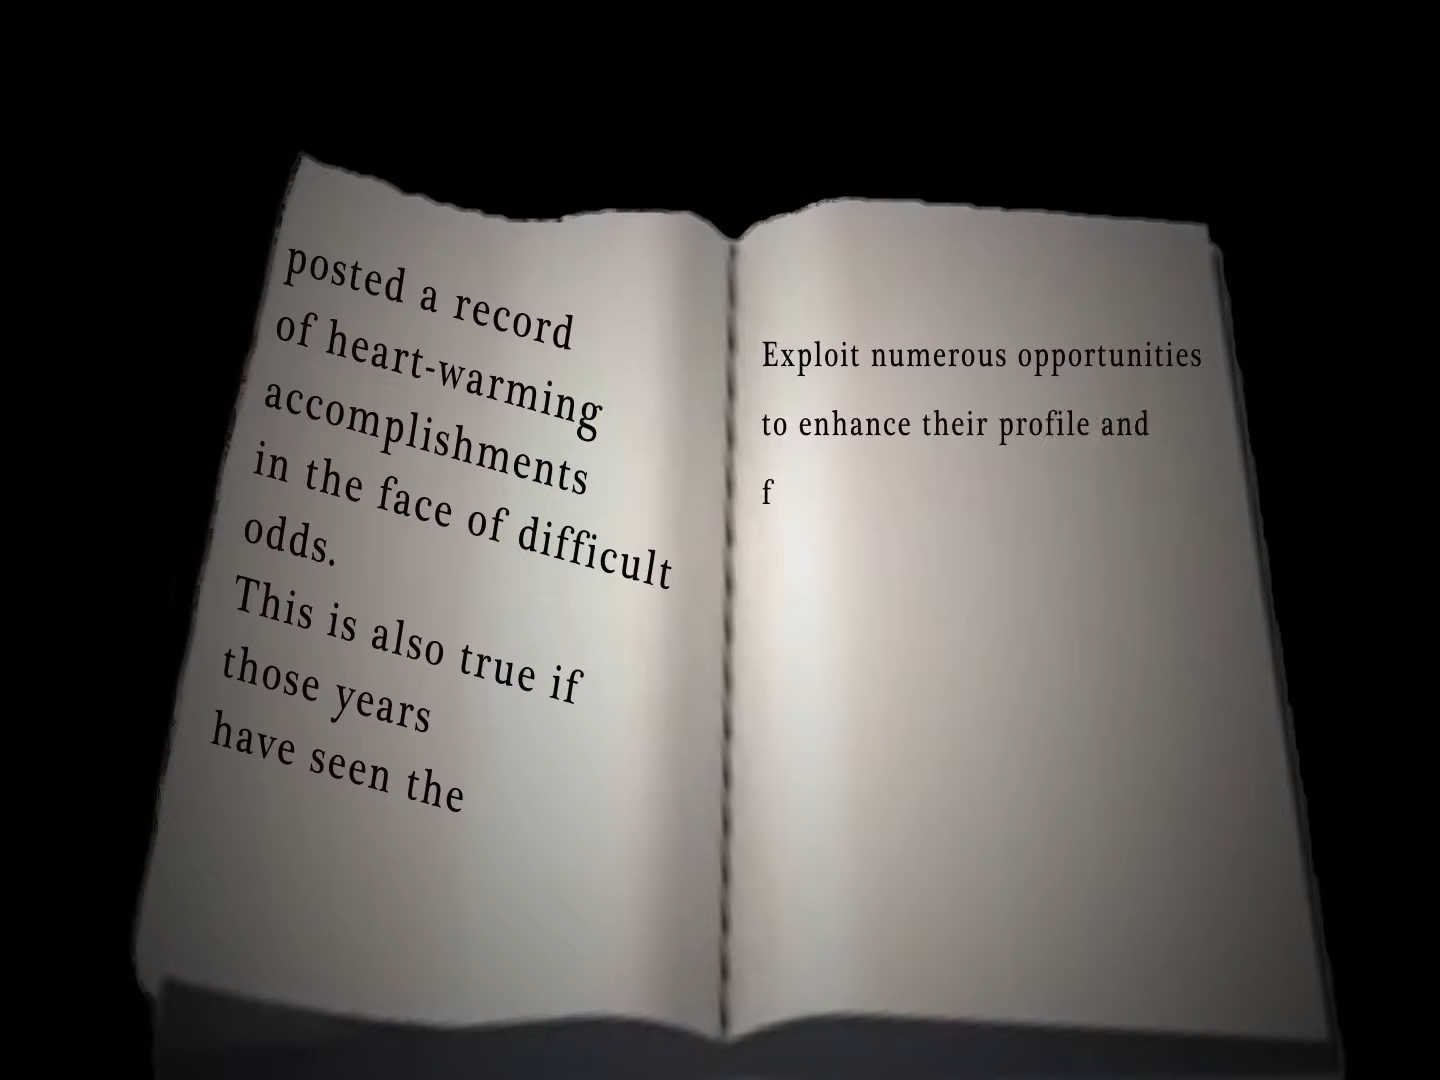 posted a record
of heart-warming
accomplishments
in the face of difficult
odds.
This is also true if
those years
have seen the
Exploit numerous opportunities
to enhance their profile and
f